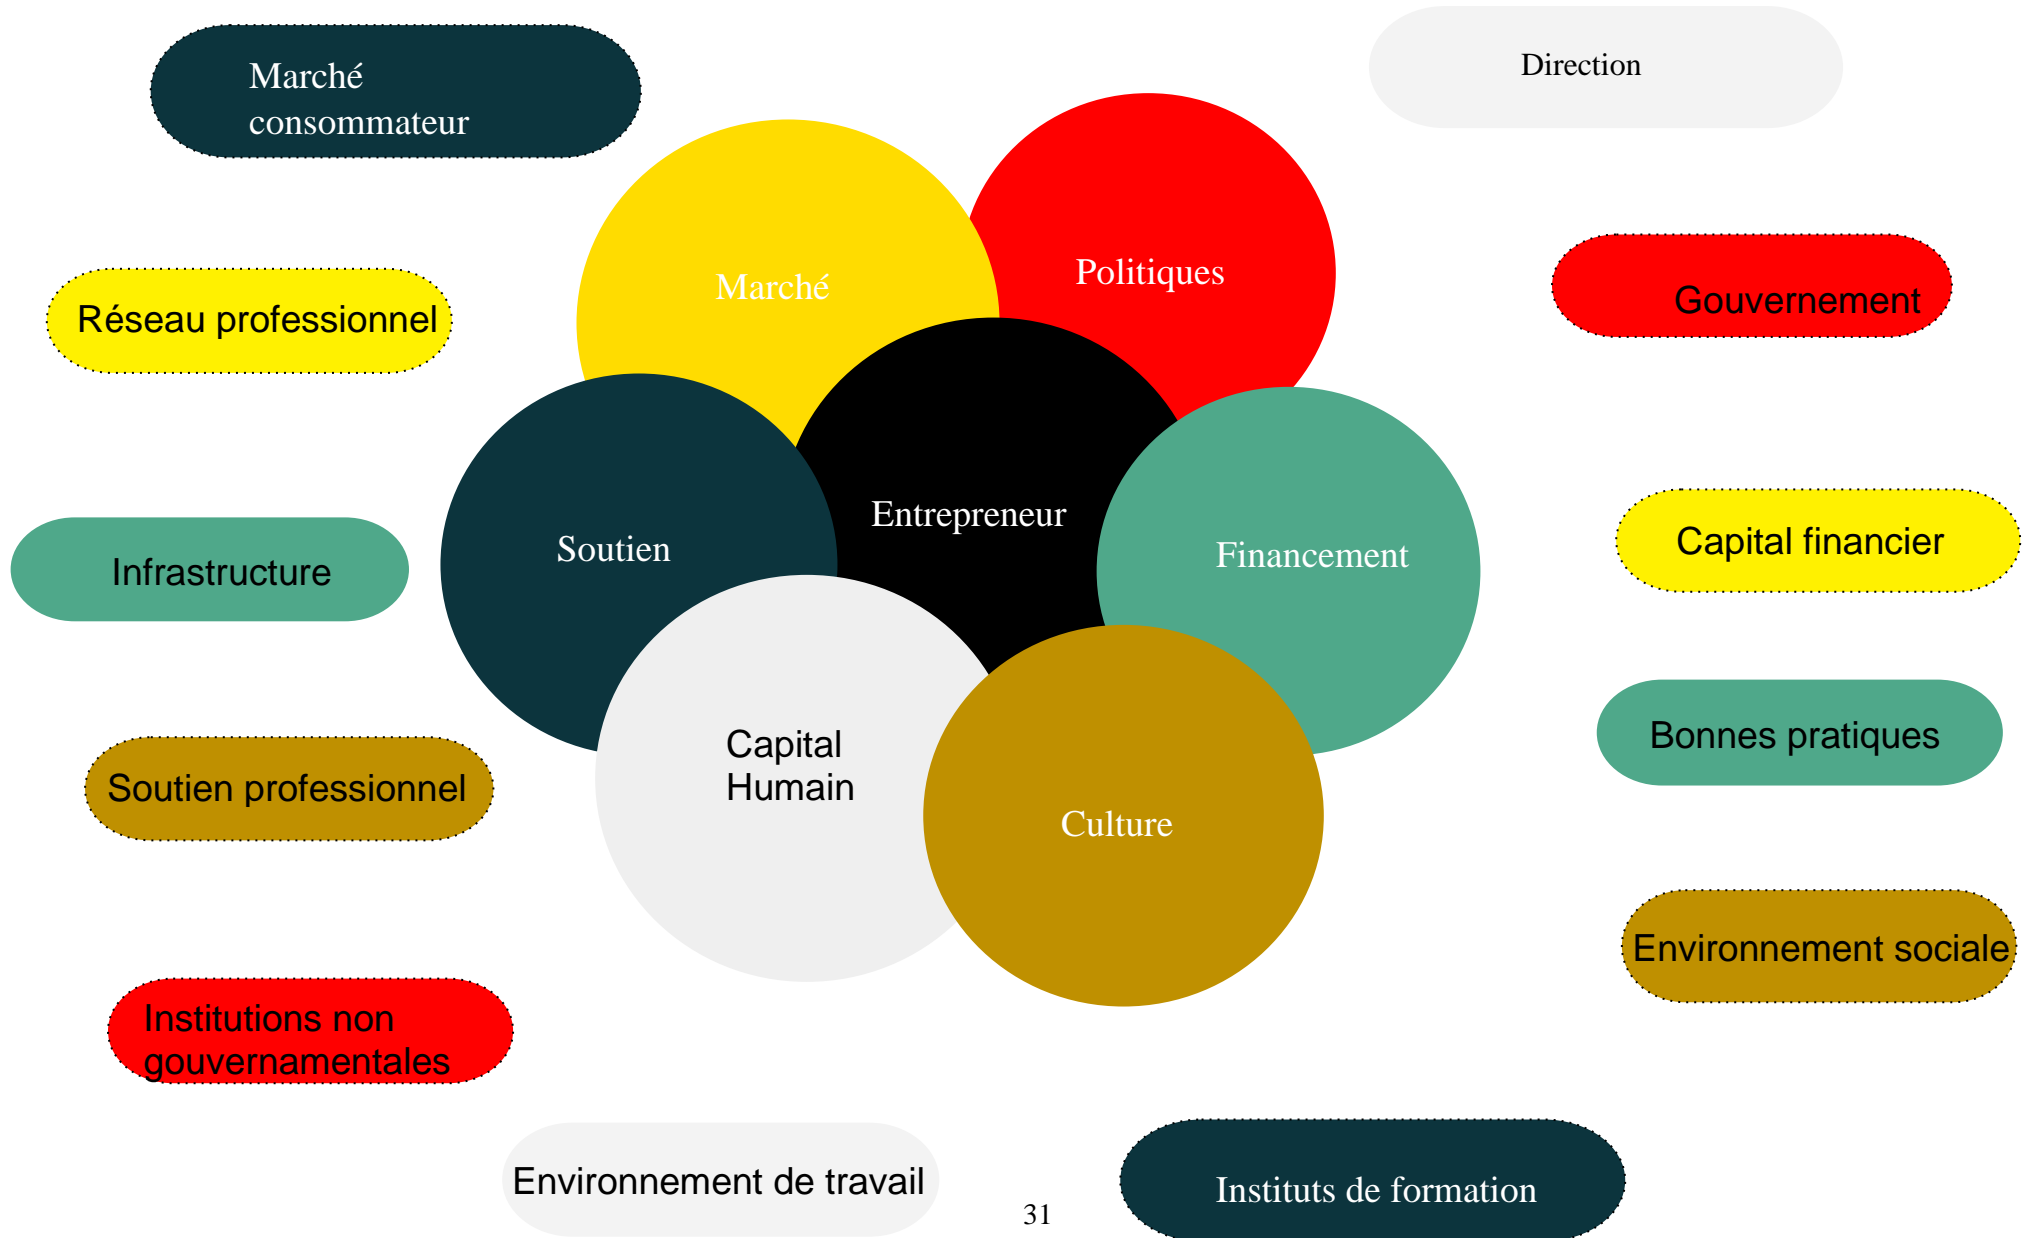 Marché
consommateur
Direction
Marché
Politiques
Réseau professionnel
Gouvernement
Entrepreneur
Soutien
Financement
Infrastructure
Capital financier
Bonnes pratiques
Soutien professionnel
Capital
Humain
Culture
Environnement sociale
Institutions non
gouvernamentales
Environnement de travail
Instituts de formation
31